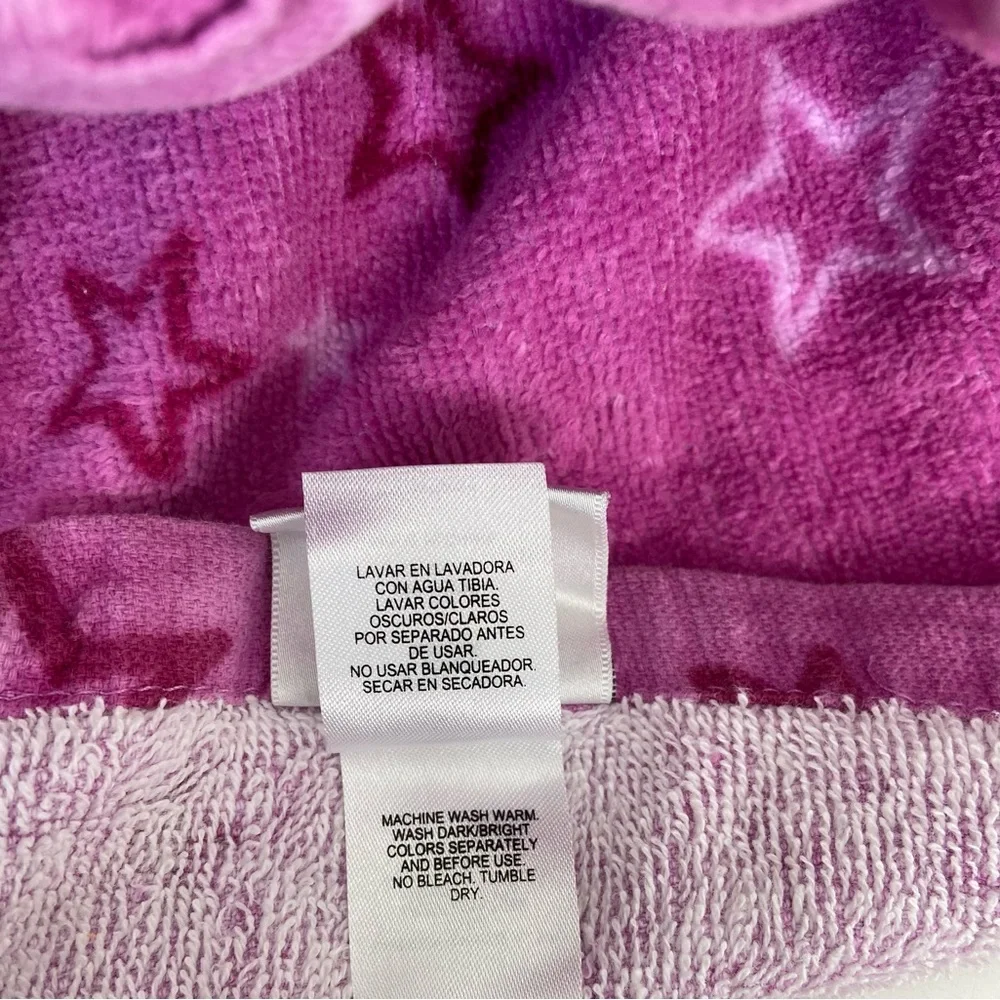 LAVAR EN LAVADORA
CON AGUA TIBIA.
LAVAR COLORES
OSCUROS/CLAROS
POR SEPARADO ANTES
DE USAR.
NO USAR BLANQUEADOR.
SECAR EN SECADORA.
MACHINE WASH WARM.
WASH DARK/BRIGHT
COLORS SEPARATELY
AND BEFORE USE.
NO BLEACH. TUMBLE
DRY.